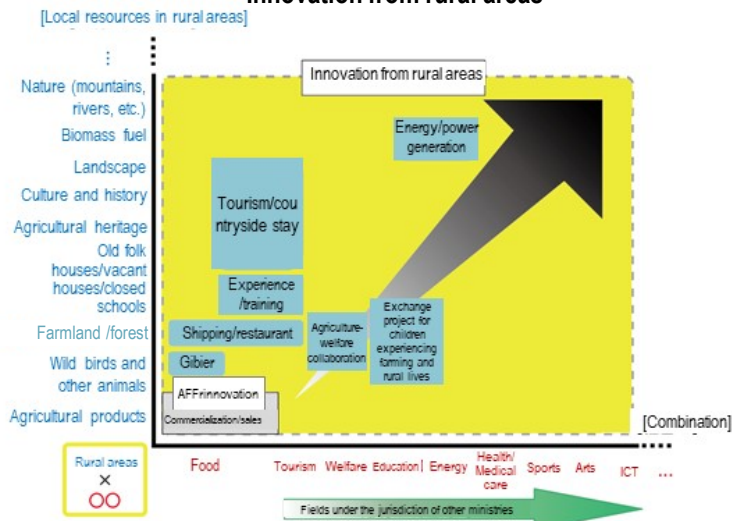 Innovation from rural areas
[Local resources in rural areas]
⋮
Nature (mountains,
rivers, etc.)
Biomass fuel
Landscape
Culture and history
Agricultural heritage
Old folk
houses/vacant
houses/closed
schools
Farmland /forest
Wild birds and
other animals
Agricultural products
Innovation from rural areas
Energy/power
generation
Tourism/cou
ntryside stay
Experience
/training
Shipping/restaurant
Gibier
Agriculture-
welfare
collaboration
Exchange
project for
children
experiencing
farming and
rural lives
AFFrinnovation
Commercialization/sales
[Combination]
Rural areas
×
○○
Food
Tourism
Welfare
Education
Energy
Health/
Medical
care
Sports
Arts
ICT
...
Fields under the jurisdiction of other ministries